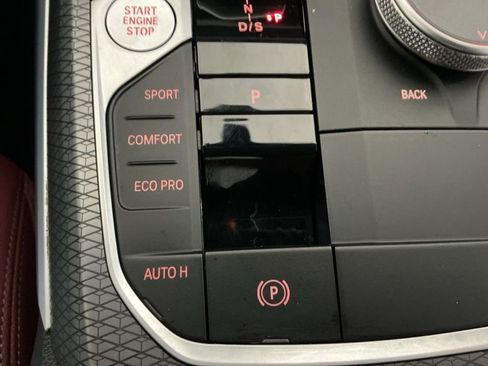 START
ENGINE
STOP
N
P
D/S
SPORT
P
BACK
COMFORT
ECO PRO
AUTO H
P